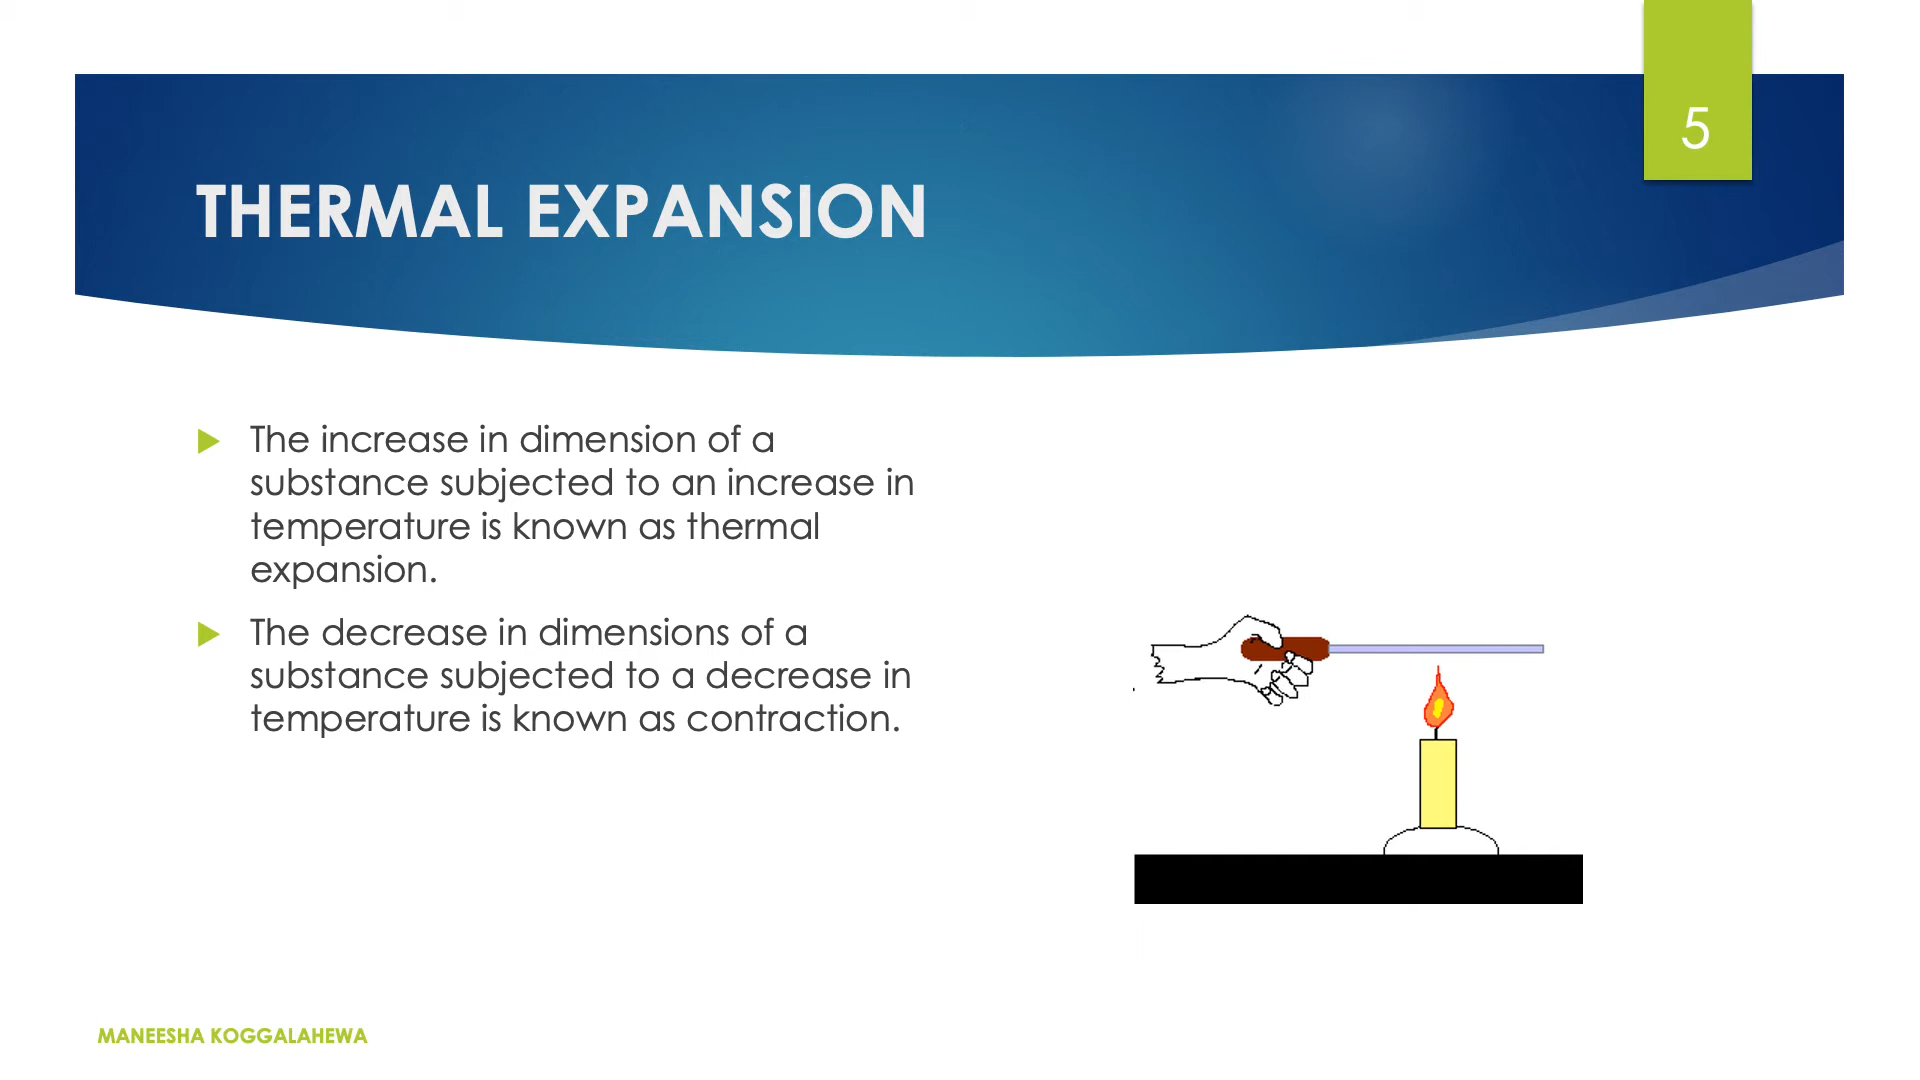 5
THERMAL EXPANSION
The increase in dimension of a
substance subjected to an increase in
temperature is known as thermal
expansion.
The decrease in dimensions of a
substance subjected to a decrease in
temperature is known as contraction.
MANEESHA KOGGALAHEWA